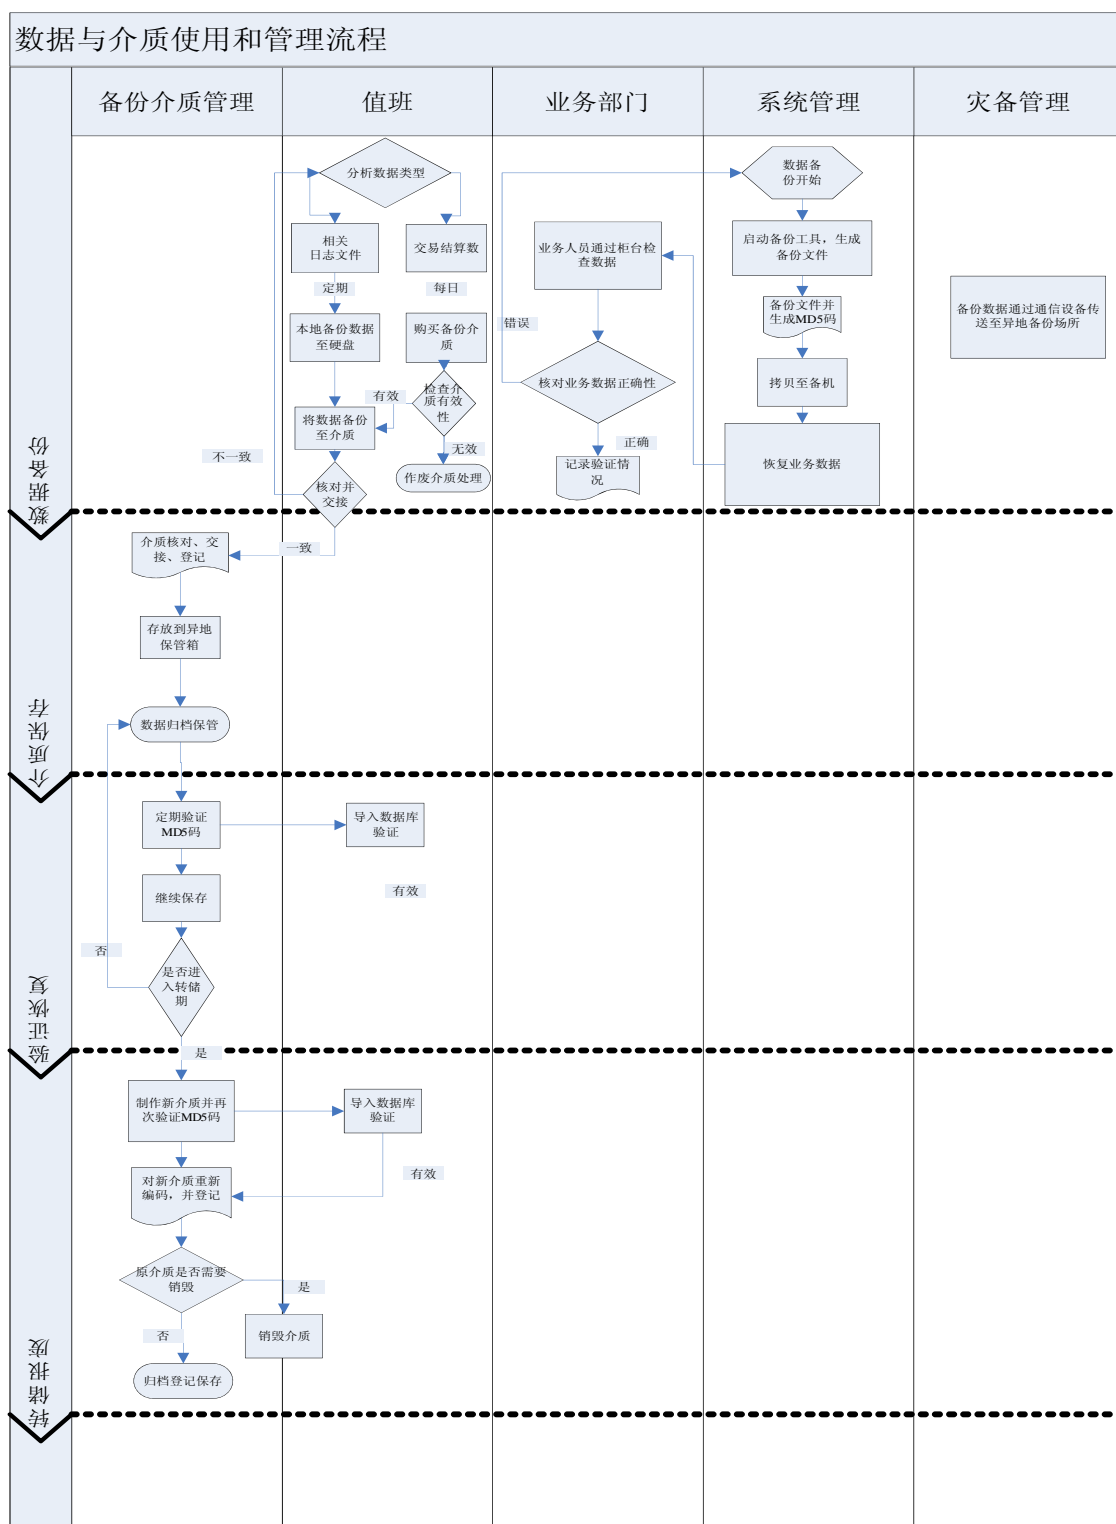 数据与介质使用和管理流程
备份介质管理
值班
业务部门
系统管理
灾备管理
数据备份
分析数据类型
相关
日志文件
交易结算数
定期
每日
本地备份数据
至硬盘
购买备份介
质
检查介
质有效
性
有效
将数据备份
至介质
无效
作废介质处理
不一致
核对并
交接
业务人员通过柜台检
查数据
错误
核对业务数据正确性
正确
记录验证情
况
数据备
份开始
启动备份工具，生成
备份文件
备份文件并
生成MD5码
拷贝至备机
恢复业务数据
备份数据通过通信设备传
送至异地备份场所
介质保存
一致
介质核对、交
接、登记
存放到异地
保管箱
数据归档保管
验证恢复
定期验证
MD5码
导入数据库
验证
有效
继续保存
否
是否进
入转储
期
是
转储报废
制作新介质并再
次验证MD5码
导入数据库
验证
有效
对新介质重新
编码，并登记
原介质是否需要
销毁
是
销毁介质
否
归档登记保存